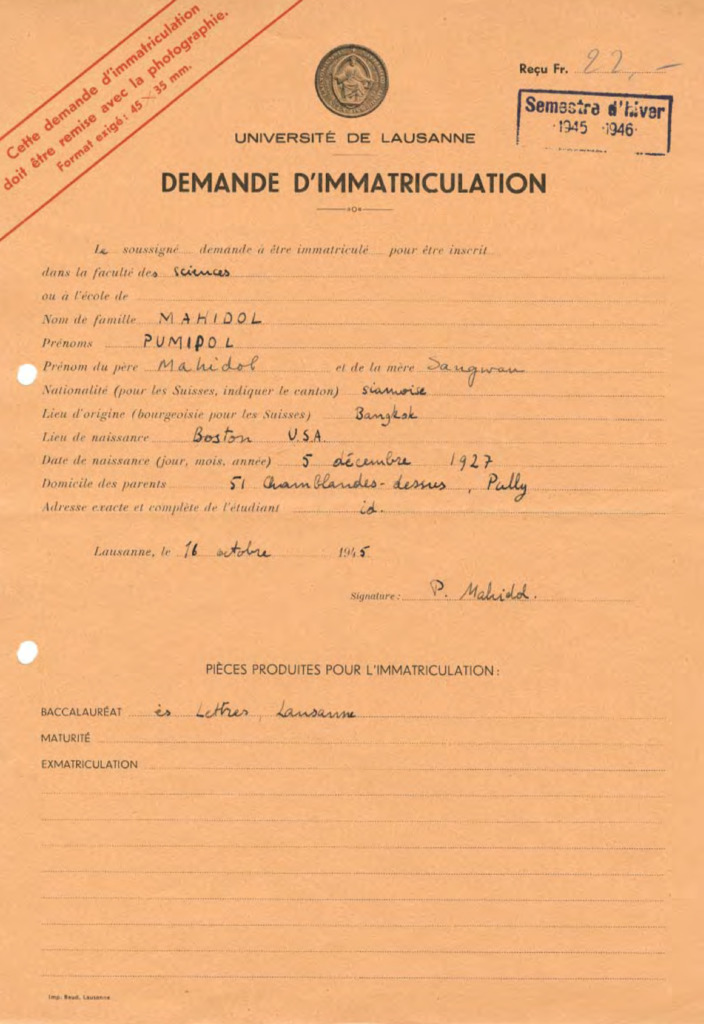 Cette demande d'immatriculation
doit être remise avec la photographie.
Format exigé : 45 × 35 mm.
Reçu Fr. 22,—
Semestre d'hiver
1945 -1946-
UNIVERSITÉ DE LAUSANNE
DEMANDE D'IMMATRICULATION
Le soussigné demande à être immatriculé pour être inscrit
dans la faculté des sciences
ou à l'école de
Nom de famille MAHIDOL
Prénoms PUMIPOL
Prénom du père Mahidol et de la mère Sangwan
Nationalité (pour les Suisses, indiquer le canton) siamoise
Lieu d'origine (bourgeoisie pour les Suisses) Bangkok
Lieu de naissance Boston U.S.A.
Date de naissance (jour, mois, année) 5 décembre 1927
Domicile des parents 51 Chamblandes-dessus, Pully
Adresse exacte et complète de l'étudiant id.
Lausanne, le 16 octobre 1945
Signature : P. Mahidol.
PIÈCES PRODUITES POUR L'IMMATRICULATION :
BACCALAURÉAT ès Lettres, Lausanne
MATURITÉ
EXMATRICULATION
Imp. Baud, Lausanne